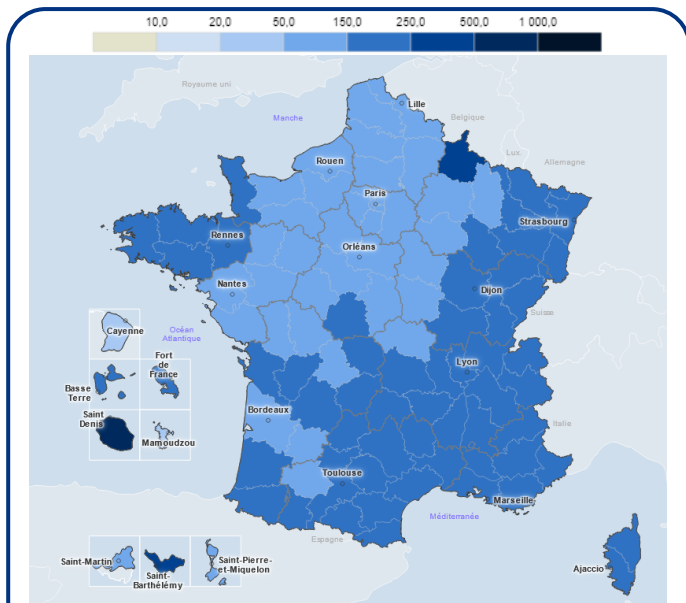 10,0 20,0 50,0 150,0 250,0 500,0 1 000,0
Royaume uni
Lille
Manche
Belgique
Rouen
Lux.
Allemagne
Paris
Strasbourg
Rennes
Orléans
Nantes
Dijon
Suisse
Cayenne
Océan
Atlantique
Fort
de
France
Lyon
Basse
Terre
Bordeaux
Saint
Denis
Mamoudzou
Italie
Toulouse
Marseille
Méditerranée
Espagne
Saint-Martin
Saint-
Barthélémy
Saint-Pierre-
et-Miquelon
Ajaccio